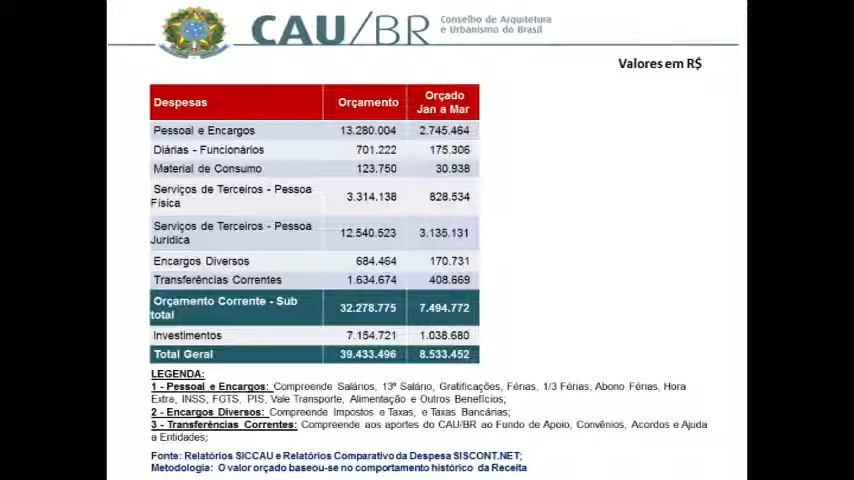 CAU/BR Conselho de Arquitetura
e Urbanismo do Brasil
Valores em R$
Despesas Orçamento Orçado
Jan a Mar
Pessoal e Encargos 13.280.004 2.745.464
Diárias - Funcionários 701.222 175.306
Material de Consumo 123.750 30.938
Serviços de Terceiros - Pessoa
Física 3.314.138 828.534
Serviços de Terceiros - Pessoa
Jurídica 12.540.523 3.135.131
Encargos Diversos 684.464 170.731
Transferências Correntes 1.634.674 408.669
Orçamento Corrente - Sub
total 32.278.775 7.494.772
Investimentos 7.154.721 1.038.680
Total Geral 39.433.496 8.533.452
LEGENDA:
1 - Pessoal e Encargos: Compreende Salários, 13º Salário, Gratificações, Férias, 1/3 Férias, Abono Férias, Hora
Extra, INSS, FGTS, PIS, Vale Transporte, Alimentação e Outros Benefícios;
2 - Encargos Diversos: Compreende Impostos e Taxas, e Taxas Bancárias;
3 - Transferências Correntes: Compreende aos aportes do CAU/BR ao Fundo de Apoio, Convênios, Acordos e Ajuda
a Entidades;
Fonte: Relatórios SICCAU e Relatórios Comparativo da Despesa SISCONT.NET;
Metodologia: O valor orçado baseou-se no comportamento histórico da Receita